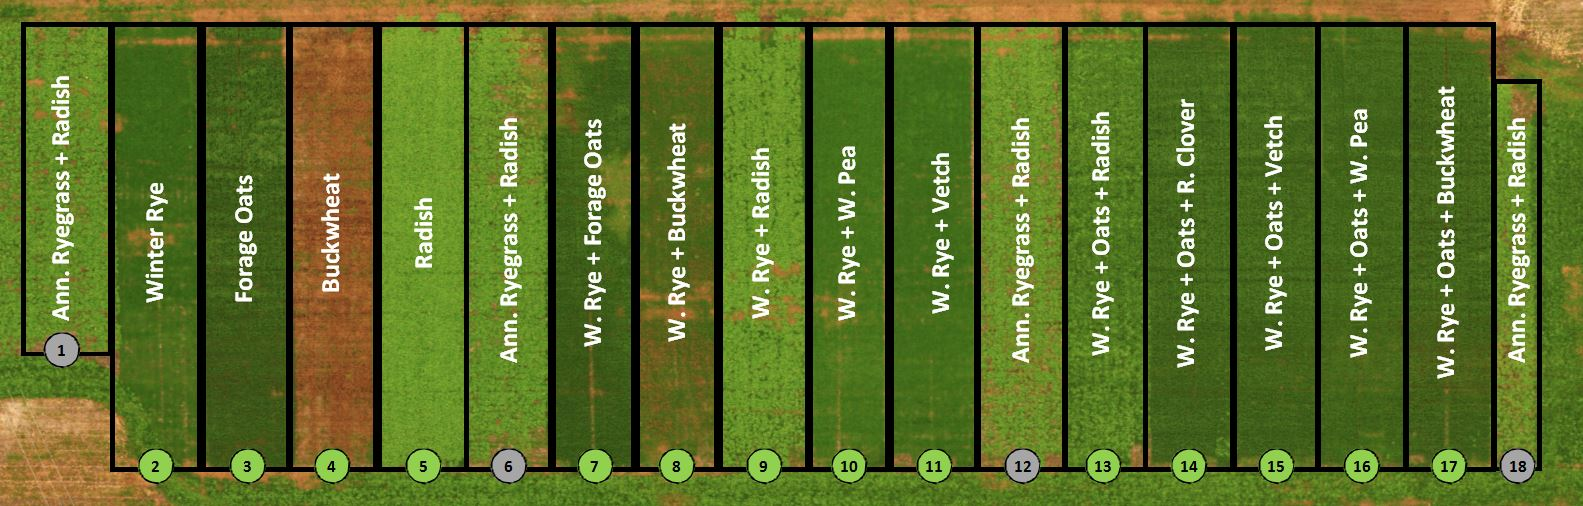 Ann. Ryegrass + Radish
Winter Rye
Forage Oats
Buckwheat
Radish
Ann. Ryegrass + Radish
W. Rye + Forage Oats
W. Rye + Buckwheat
W. Rye + Radish
W. Rye + W. Pea
W. Rye + Vetch
Ann. Ryegrass + Radish
W. Rye + Oats + Radish
W. Rye + Oats + R. Clover
W. Rye + Oats + Vetch
W. Rye + Oats + W. Pea
W. Rye + Oats + Buckwheat
Ann. Ryegrass + Radish
1
2
3
4
5
6
7
8
9
10
11
12
13
14
15
16
17
18